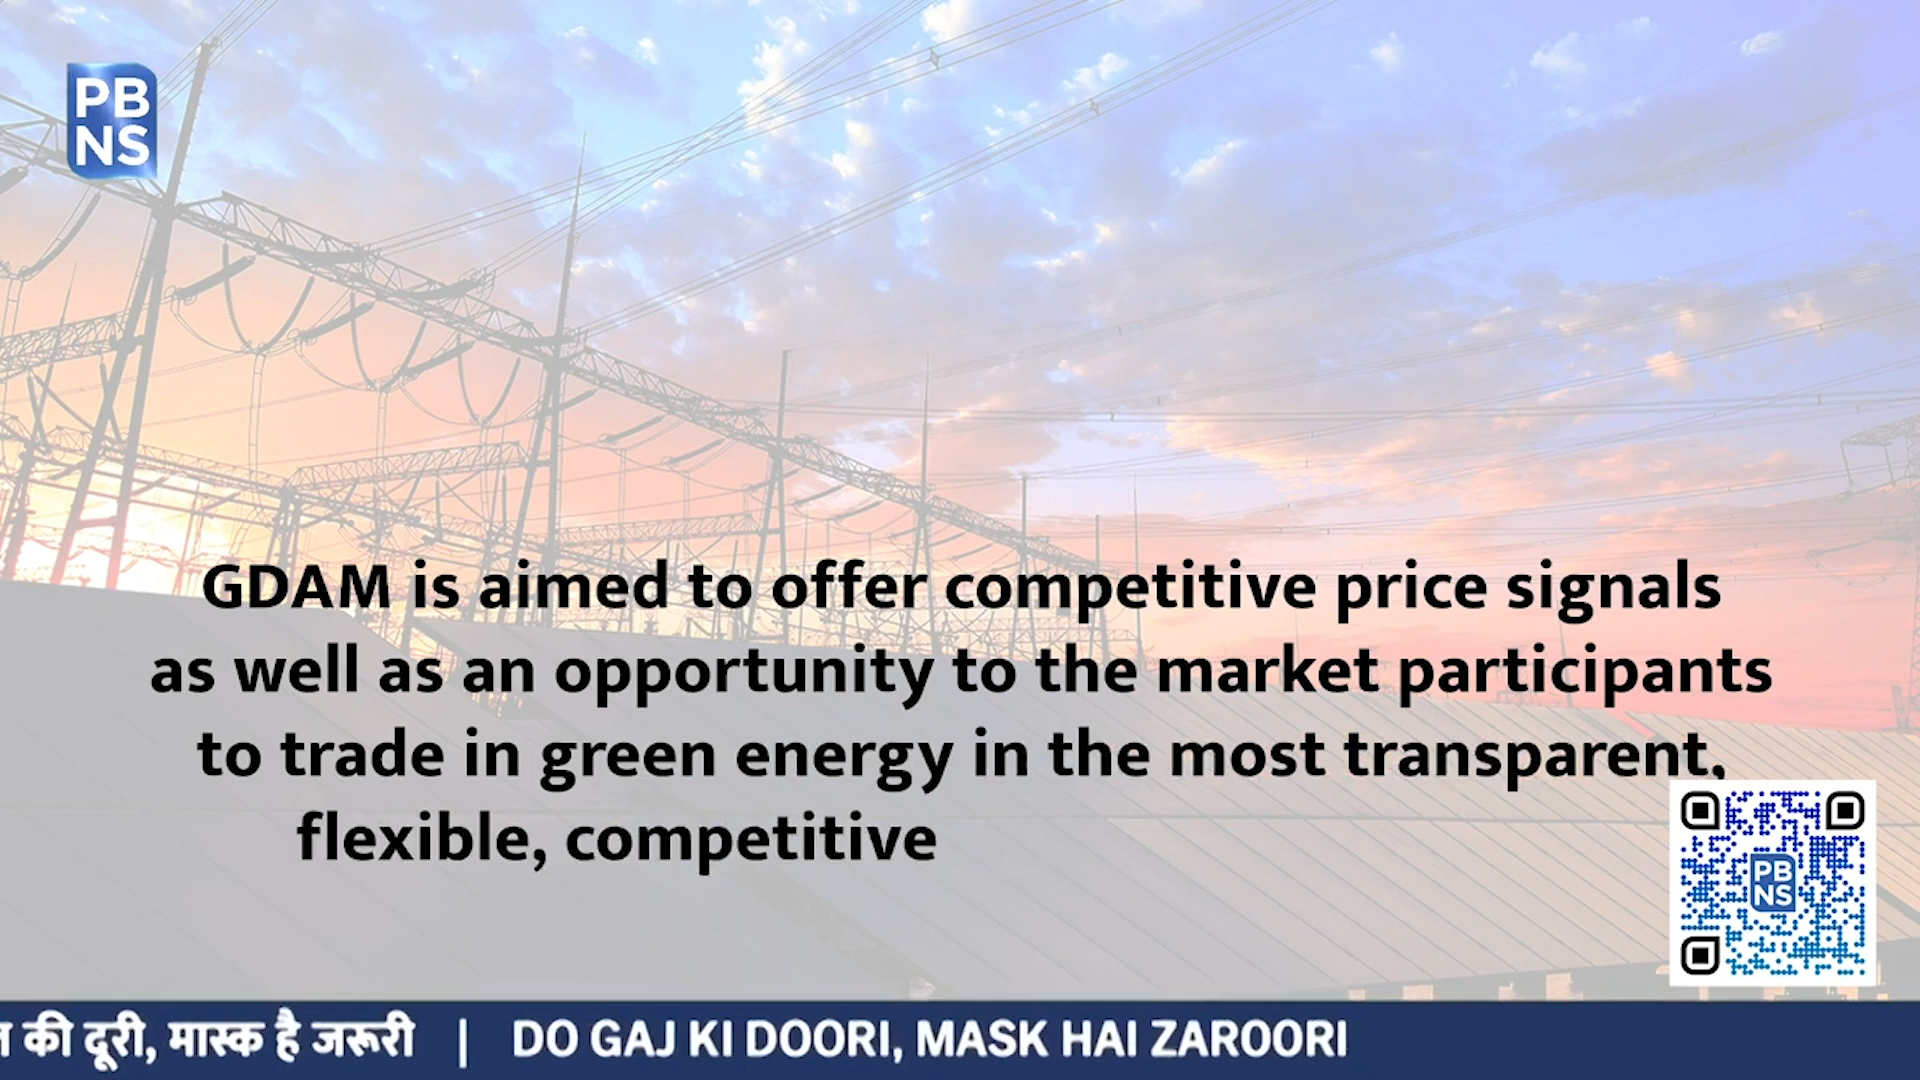 PB
NS
GDAM is aimed to offer competitive price signals
as well as an opportunity to the market participants
to trade in green energy in the most transparent,
flexible, competitive
PB
NS
की दूरी, मास्क है जरूरी | DO GAJ KI DOORI, MASK HAI ZAROORI